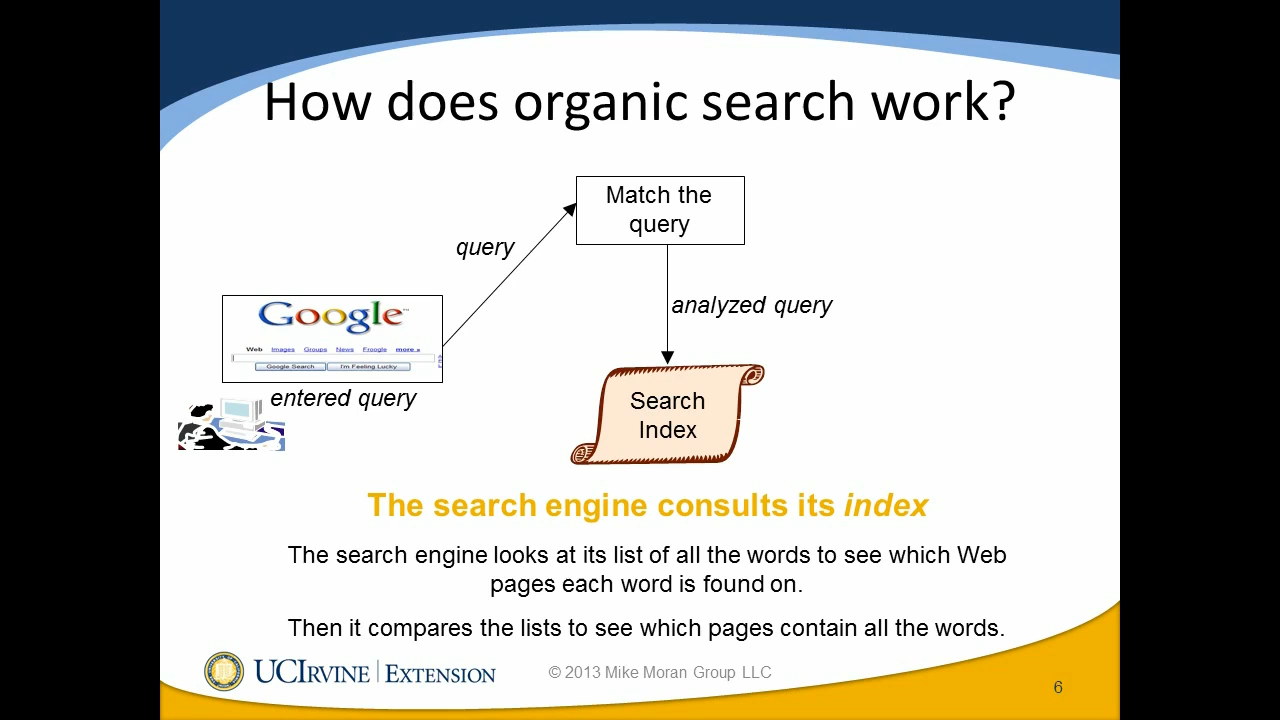 How does organic search work?
Match the
query
query
analyzed query
Google
Web Images Groups News Froogle more »
Google Search I'm Feeling Lucky
entered query
Search
Index
The search engine consults its index
The search engine looks at its list of all the words to see which Web
pages each word is found on.
Then it compares the lists to see which pages contain all the words.
UCIRVINE | EXTENSION
© 2013 Mike Moran Group LLC
6